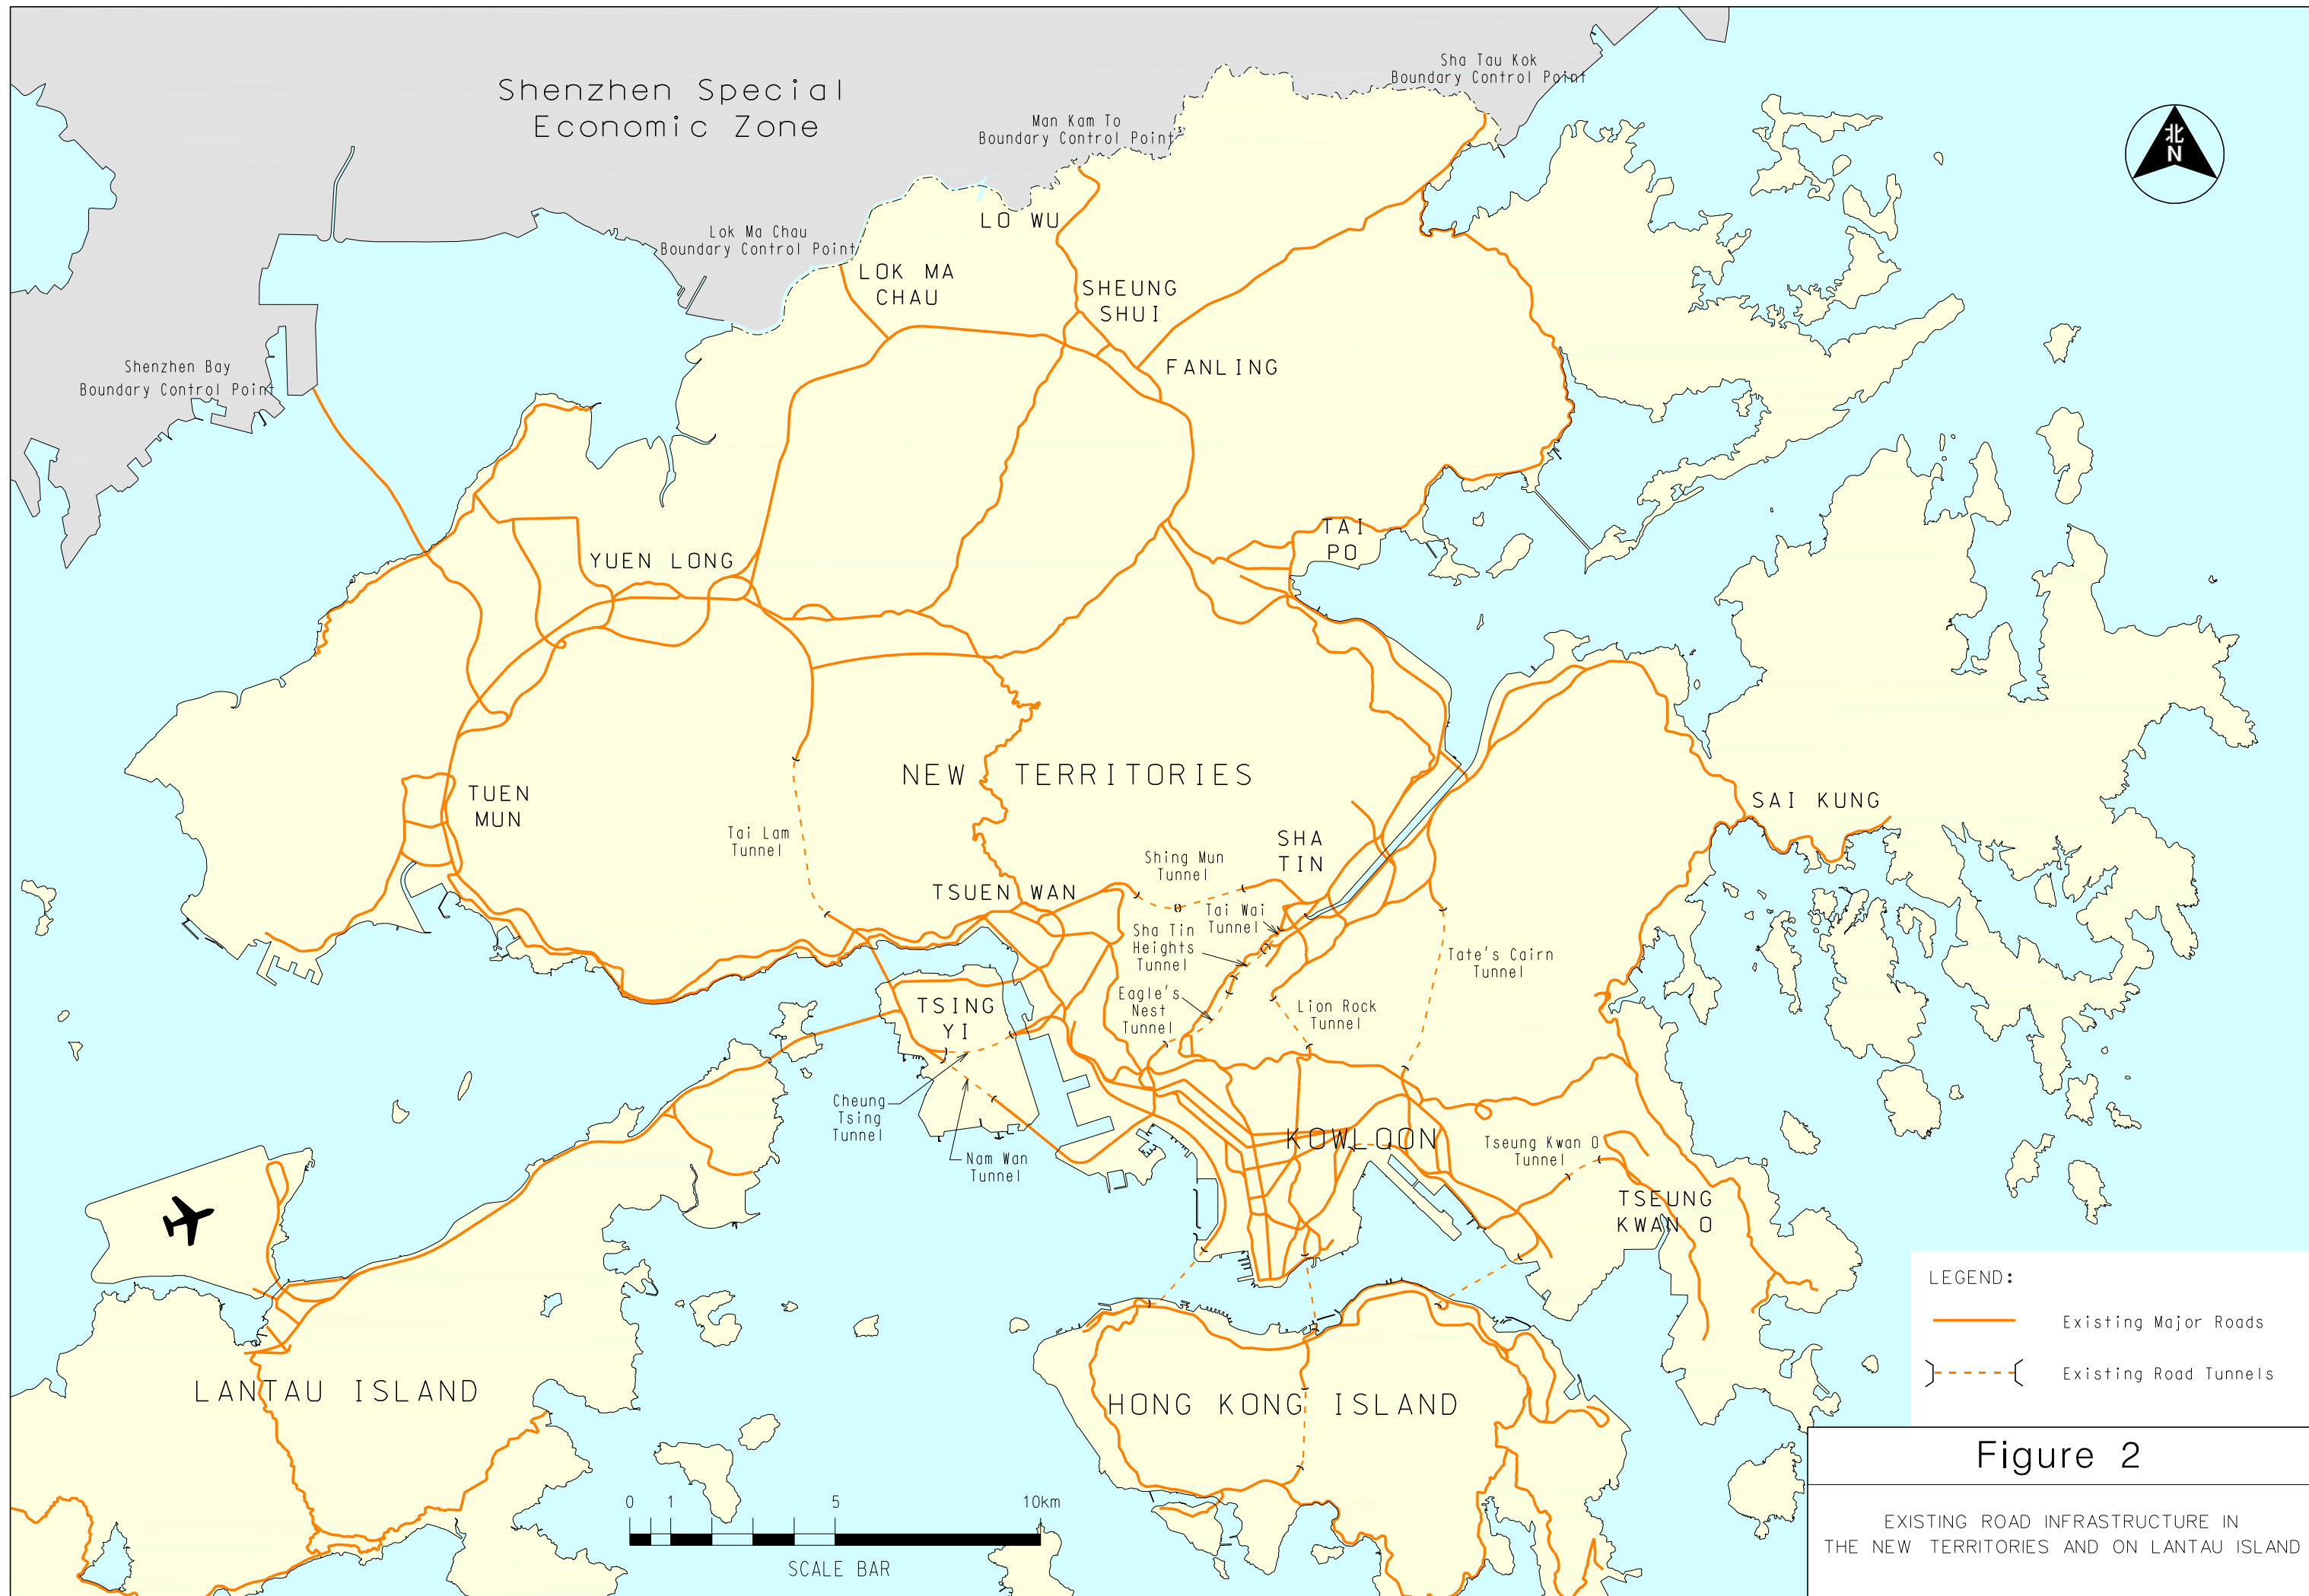 Sha Tau Kok
Boundary Control Point
Shenzhen Special
Economic Zone
Man Kam To
Boundary Control Point
北
N
LO WU
Lok Ma Chau
Boundary Control Point
LOK MA
CHAU
SHEUNG
SHUI
Shenzhen Bay
Boundary Control Point
FANLING
TAI
PO
YUEN LONG
NEW TERRITORIES
TUEN
MUN
SAI KUNG
Tai Lam
Tunnel
SHA
TIN
Shing Mun
Tunnel
TSUEN WAN
Tai Wai
Tunnel
Sha Tin
Heights
Tunnel
Tate's Cairn
Tunnel
Eagle's
Nest
Tunnel
Lion Rock
Tunnel
TSING
YI
Cheung
Tsing
Tunnel
Nam Wan
Tunnel
KOWLOON
Tseung Kwan O
Tunnel
TSEUNG
KWAN O
LEGEND:
Existing Major Roads
Existing Road Tunnels
LANTAU ISLAND
HONG KONG ISLAND
0 1 5 10km
SCALE BAR
Figure 2
EXISTING ROAD INFRASTRUCTURE IN
THE NEW TERRITORIES AND ON LANTAU ISLAND